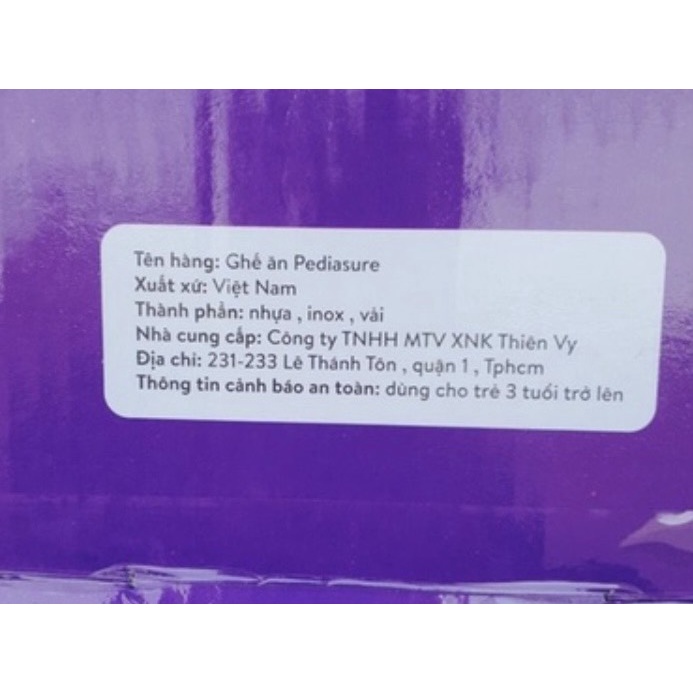 Tên hàng: Ghế ăn Pediasure
Xuất xứ: Việt Nam
Thành phần: nhựa , inox , vải
Nhà cung cấp: Công ty TNHH MTV XNK Thiên Vy
Địa chỉ: 231-233 Lê Thánh Tôn , quận 1 , Tphcm
Thông tin cảnh báo an toàn: dùng cho trẻ 3 tuổi trở lên